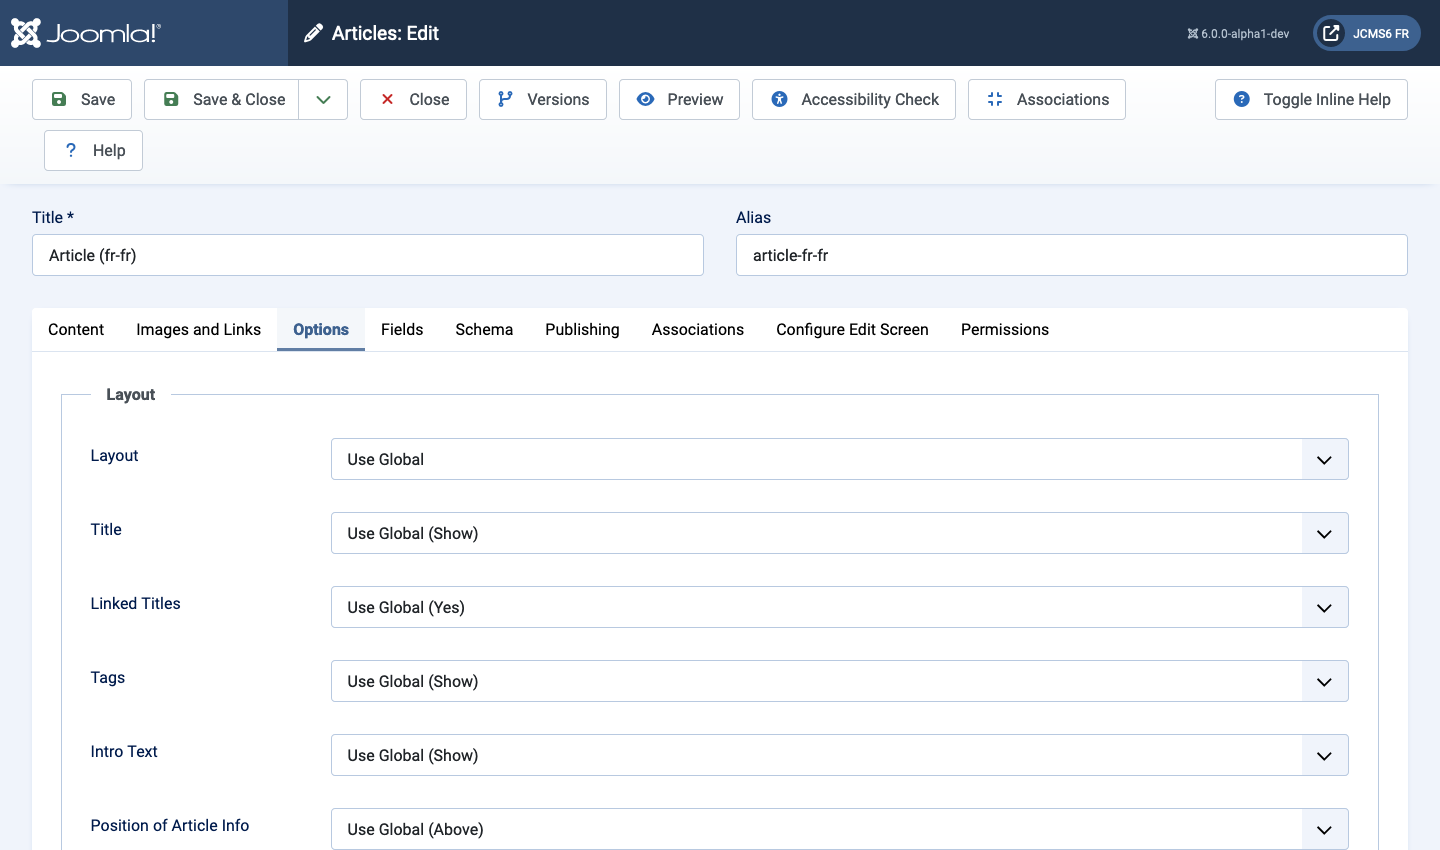 Joomla!®
Articles: Edit
6.0.0-alpha1-dev
JCMS6 FR
Save
Save & Close
Close
Versions
Preview
Accessibility Check
Associations
Toggle Inline Help
? Help
Title *
Alias
Article (fr-fr)
article-fr-fr
Content
Images and Links
Options
Fields
Schema
Publishing
Associations
Configure Edit Screen
Permissions
Layout
Layout
Use Global
Title
Use Global (Show)
Linked Titles
Use Global (Yes)
Tags
Use Global (Show)
Intro Text
Use Global (Show)
Position of Article Info
Use Global (Above)